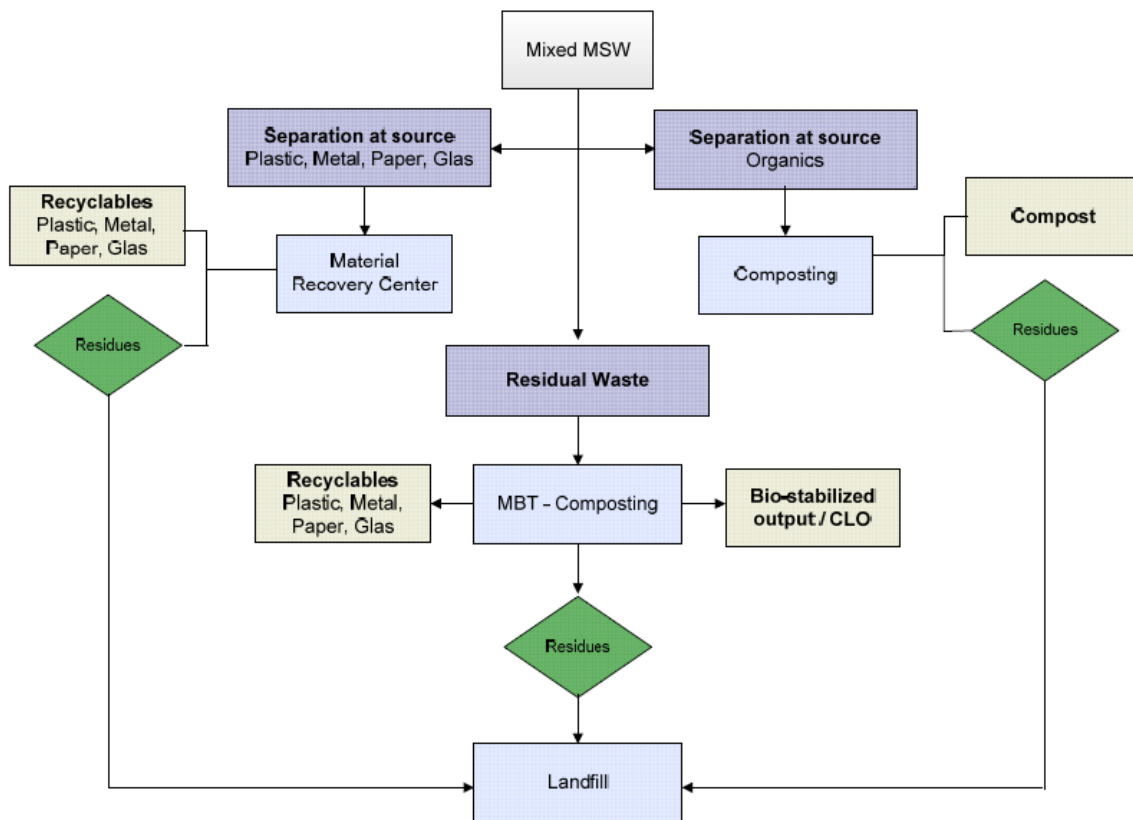 Mixed MSW
Separation at source
Plastic, Metal, Paper, Glas
Separation at source
Organics
Recyclables
Plastic, Metal,
Paper, Glas
Material
Recovery Center
Composting
Compost
Residues
Residues
Residual Waste
Recyclables
Plastic, Metal,
Paper, Glas
MBT - Composting
Bio-stabilized
output / CLO
Residues
Landfill